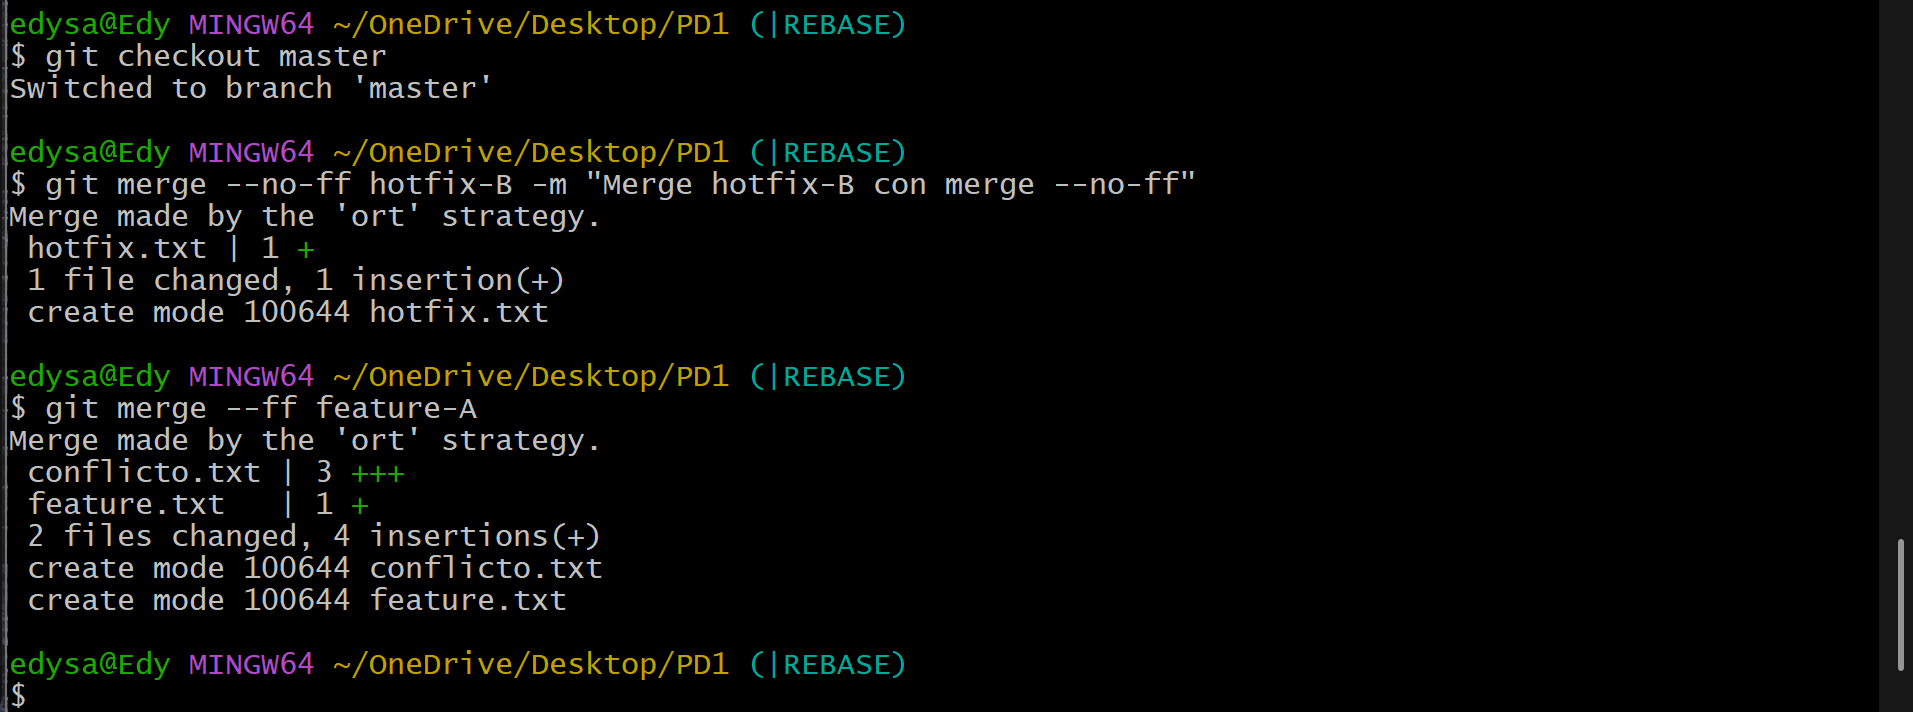 edysa@Edy MINGW64 ~/OneDrive/Desktop/PD1 (|REBASE)
$ git checkout master
Switched to branch 'master'
edysa@Edy MINGW64 ~/OneDrive/Desktop/PD1 (|REBASE)
$ git merge --no-ff hotfix-B -m "Merge hotfix-B con merge --no-ff"
Merge made by the 'ort' strategy.
 hotfix.txt | 1 +
 1 file changed, 1 insertion(+)
 create mode 100644 hotfix.txt
edysa@Edy MINGW64 ~/OneDrive/Desktop/PD1 (|REBASE)
$ git merge --ff feature-A
Merge made by the 'ort' strategy.
 conflicto.txt | 3 +++
 feature.txt   | 1 +
 2 files changed, 4 insertions(+)
 create mode 100644 conflicto.txt
 create mode 100644 feature.txt
edysa@Edy MINGW64 ~/OneDrive/Desktop/PD1 (|REBASE)
$